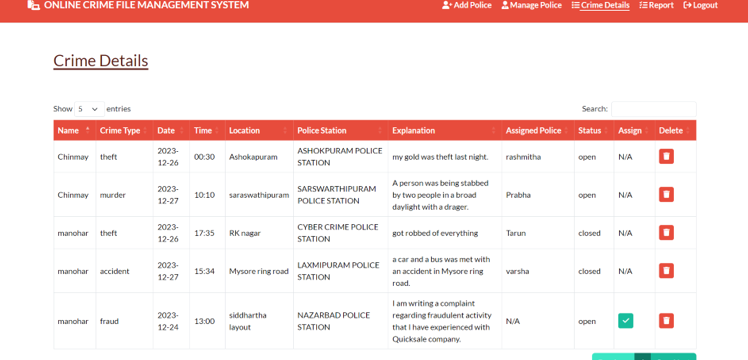 ONLINE CRIME FILE MANAGEMENT SYSTEM Add Police Manage Police Crime Details Report Logout
Crime Details
Show 5 entries Search:
Name Crime Type Date Time Location Police Station Explanation Assigned Police Status Assign Delete
Chinmay theft 2023-12-26 00:30 Ashokapuram ASHOKPURAM POLICE STATION my gold was theft last night. rashmitha open N/A
Chinmay murder 2023-12-27 10:10 saraswathipuram SARSWARTHIPURAM POLICE STATION A person was being stabbed by two people in a broad daylight with a drager. Prabha open N/A
manohar theft 2023-12-26 17:35 RK nagar CYBER CRIME POLICE STATION got robbed of everything Tarun closed N/A
manohar accident 2023-12-27 15:34 Mysore ring road LAXMIPURAM POLICE STATION a car and a bus was met with an accident in Mysore ring road. varsha closed N/A
manohar fraud 2023-12-24 13:00 siddhartha layout NAZARBAD POLICE STATION I am writing a complaint regarding fraudulent activity that I have experienced with Quicksale company. N/A open